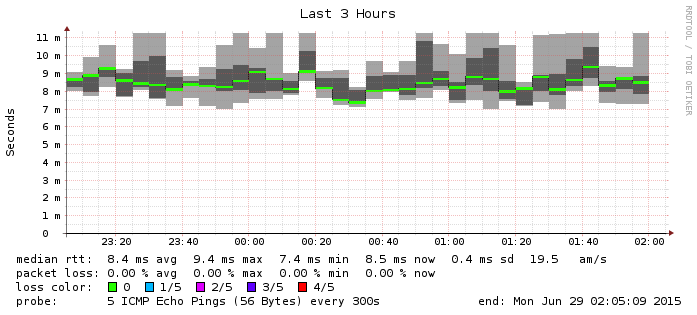 Last 3 Hours
RRDTOOL / TOBI OETIKER
Seconds
11 m
10 m
9 m
8 m
7 m
6 m
5 m
4 m
3 m
2 m
1 m
0
23:20 23:40 00:00 00:20 00:40 01:00 01:20 01:40 02:00
median rtt: 8.4 ms avg 9.4 ms max 7.4 ms min 8.5 ms now 0.4 ms sd 19.5 am/s
packet loss: 0.00 % avg 0.00 % max 0.00 % min 0.00 % now
loss color: 0 1/5 2/5 3/5 4/5
probe: 5 ICMP Echo Pings (56 Bytes) every 300s end: Mon Jun 29 02:05:09 2015